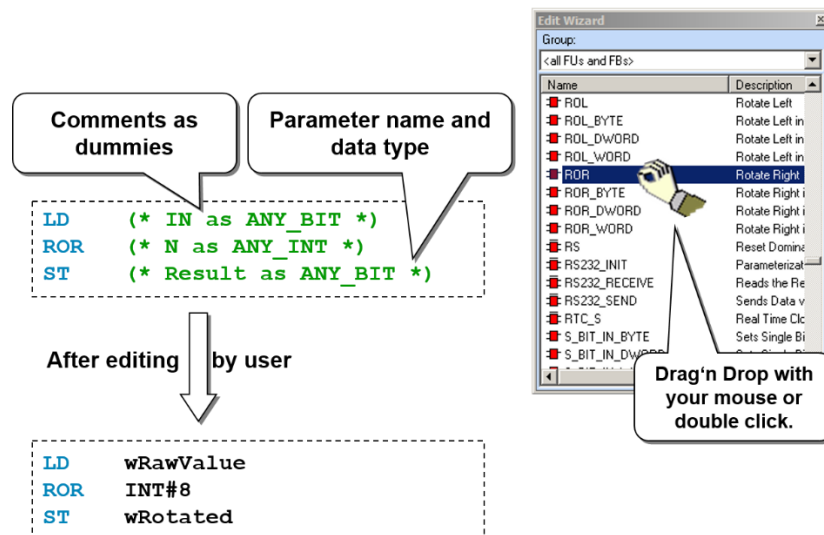 Edit Wizard
Group:
<all FUs and FBs>
Name Description
ROL Rotate Left
ROL_BYTE Rotate Left in
ROL_DWORD Rotate Left in
ROL_WORD Rotate Left in
ROR Rotate Right
ROR_BYTE Rotate Right i
ROR_DWORD Rotate Right i
ROR_WORD Rotate Right i
RS Reset Domina
RS232_INIT Parameterizat
RS232_RECEIVE Reads the Re
RS232_SEND Sends Data v
RTC_S Real Time Clc
S_BIT_IN_BYTE Sets Single Bi
S_BIT_IN_DWORD
Drag‘n Drop with
your mouse or
double click.
Comments as
dummies
Parameter name and
data type
LD (* IN as ANY_BIT *)
ROR (* N as ANY_INT *)
ST (* Result as ANY_BIT *)
After editing by user
LD wRawValue
ROR INT#8
ST wRotated